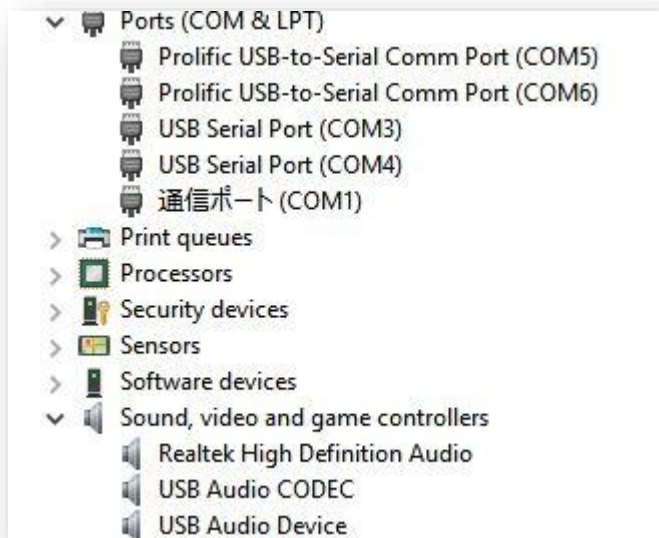 Ports (COM & LPT)
Prolific USB-to-Serial Comm Port (COM5)
Prolific USB-to-Serial Comm Port (COM6)
USB Serial Port (COM3)
USB Serial Port (COM4)
通信ポート (COM1)
Print queues
Processors
Security devices
Sensors
Software devices
Sound, video and game controllers
Realtek High Definition Audio
USB Audio CODEC
USB Audio Device